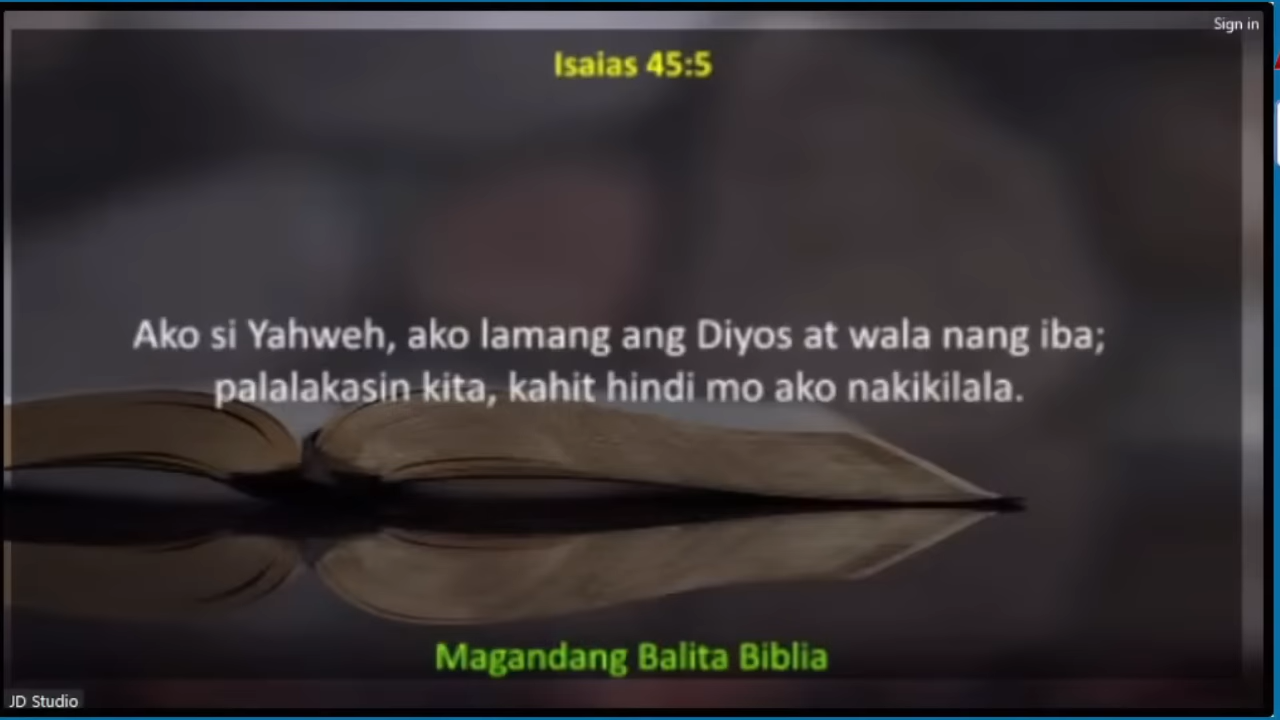 Sign in
Isaias 45:5
Ako si Yahweh, ako lamang ang Diyos at wala nang iba;
palalakasin kita, kahit hindi mo ako nakikilala.
Magandang Balita Biblia
JD Studio